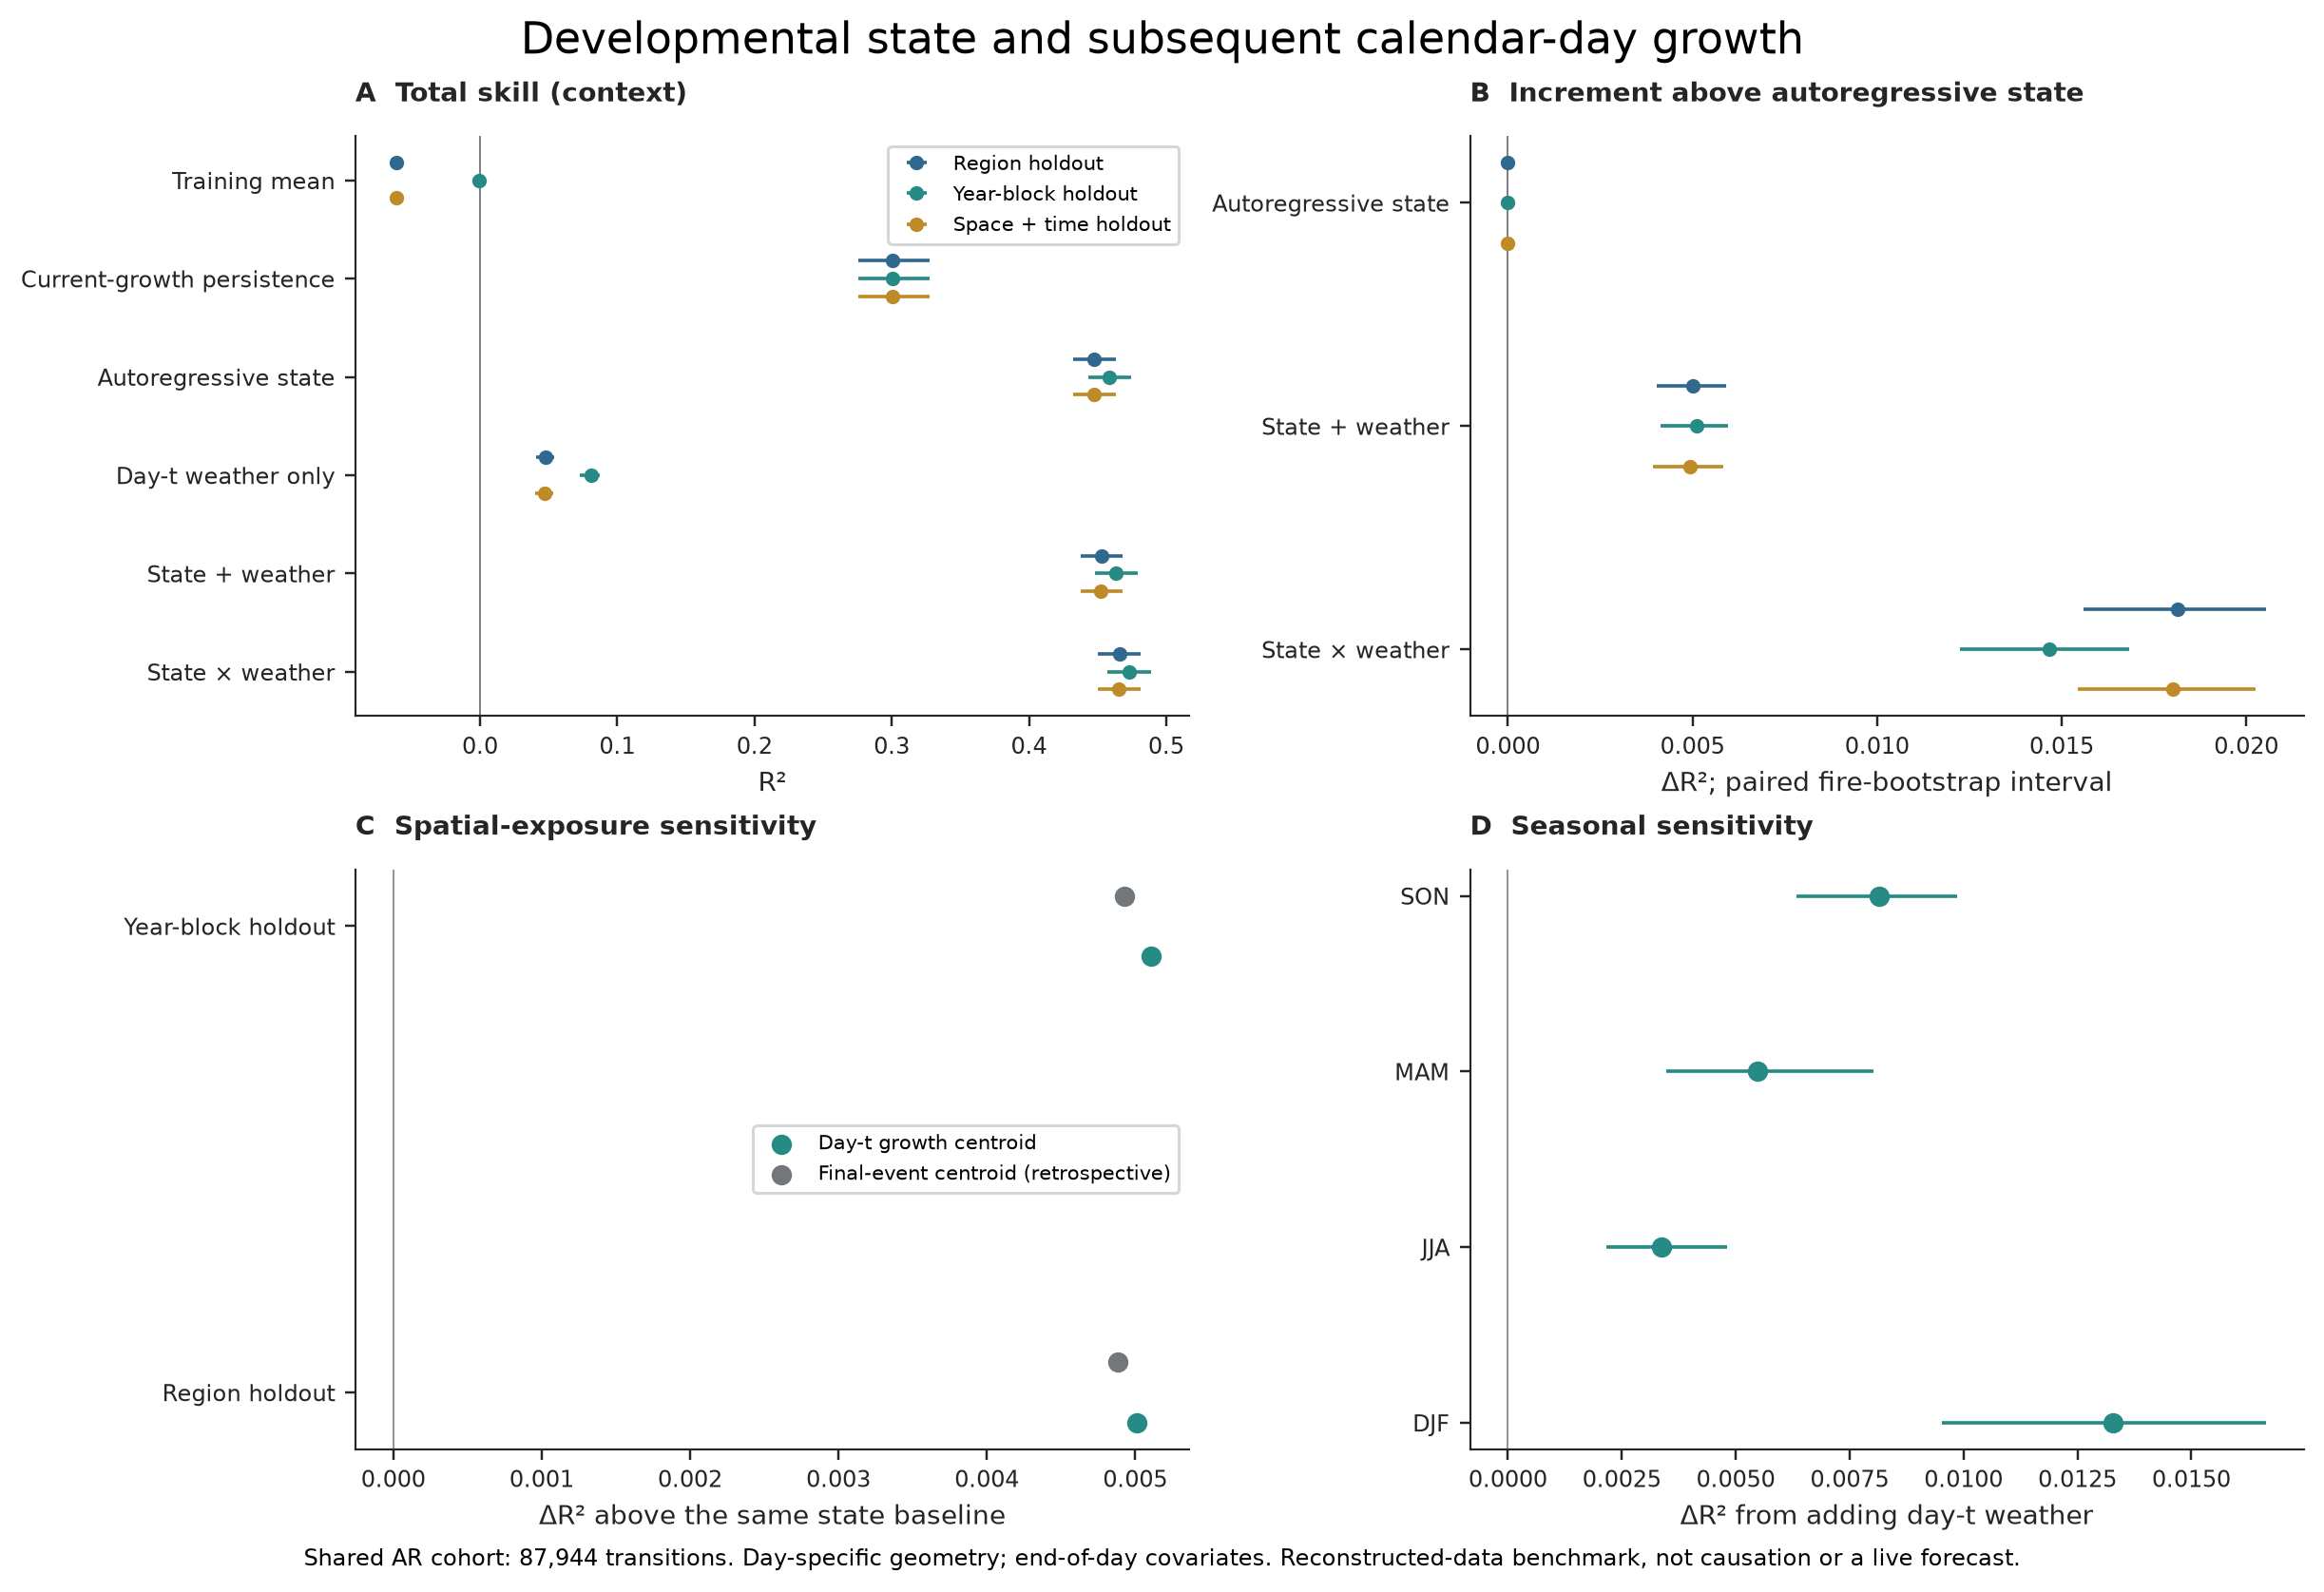 Developmental state and subsequent calendar-day growth
A Total skill (context)
Training mean
Current-growth persistence
Autoregressive state
Day-t weather only
State + weather
State × weather
Region holdout
Year-block holdout
Space + time holdout
0.0 0.1 0.2 0.3 0.4 0.5
R²
B Increment above autoregressive state
Autoregressive state
State + weather
State × weather
0.000 0.005 0.010 0.015 0.020
ΔR²; paired fire-bootstrap interval
C Spatial-exposure sensitivity
Year-block holdout
Day-t growth centroid
Final-event centroid (retrospective)
Region holdout
0.000 0.001 0.002 0.003 0.004 0.005
ΔR² above the same state baseline
D Seasonal sensitivity
SON
MAM
JJA
DJF
0.0000 0.0025 0.0050 0.0075 0.0100 0.0125 0.0150
ΔR² from adding day-t weather
Shared AR cohort: 87,944 transitions. Day-specific geometry; end-of-day covariates. Reconstructed-data benchmark, not causation or a live forecast.